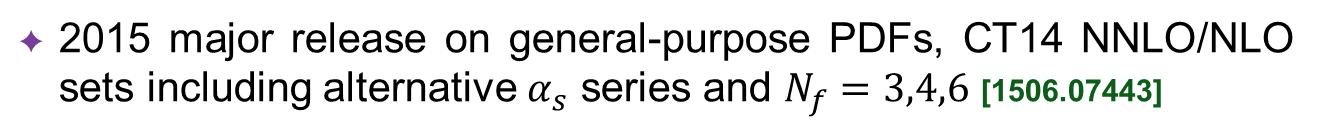 ✦ 2015 major release on general-purpose PDFs, CT14 NNLO/NLO
sets including alternative αₛ series and N_f = 3,4,6 [1506.07443]